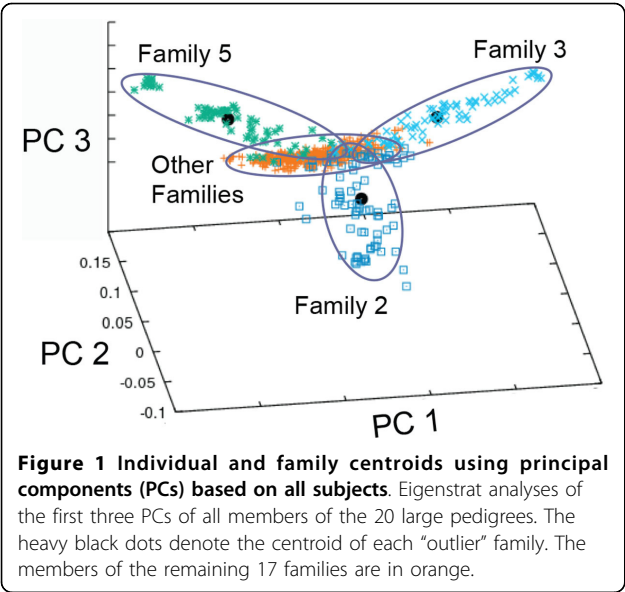 Family 5
Family 3
PC 3
Other
Families
0.15
0.1
0.05
0
-0.05
-0.1
PC 2
Family 2
PC 1
Figure 1 Individual and family centroids using principal
components (PCs) based on all subjects. Eigenstrat analyses of
the first three PCs of all members of the 20 large pedigrees. The
heavy black dots denote the centroid of each “outlier” family. The
members of the remaining 17 families are in orange.